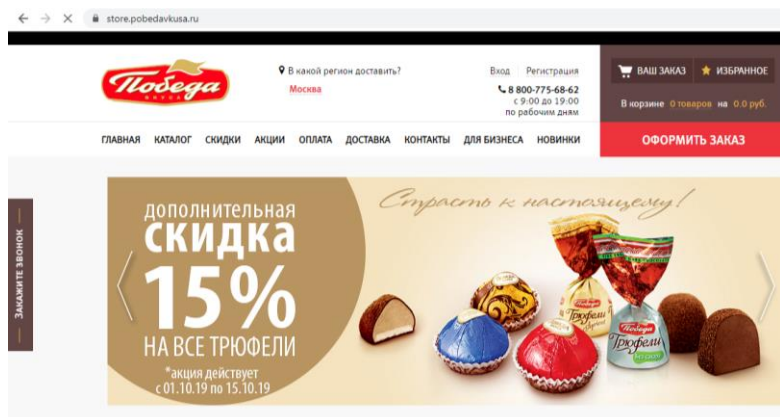 store.pobedavkusa.ru
Победа
ВКУСА
В какой регион доставить?
Москва
Вход Регистрация
8 800-775-68-62
с 9:00 до 19:00
по рабочим дням
ВАШ ЗАКАЗ ИЗБРАННОЕ
В корзине 0 товаров на 0.0 руб.
ОФОРМИТЬ ЗАКАЗ
ГЛАВНАЯ КАТАЛОГ СКИДКИ АКЦИИ ОПЛАТА ДОСТАВКА КОНТАКТЫ ДЛЯ БИЗНЕСА НОВИНКИ
ЗАКАЖИТЕ ЗВОНОК
ДОПОЛНИТЕЛЬНАЯ
СКИДКА
15%
НА ВСЕ ТРЮФЕЛИ
*акция действует
с 01.10.19 по 15.10.19
Страсть к настоящему!
Победа
Трюфели
Победа
Трюфели